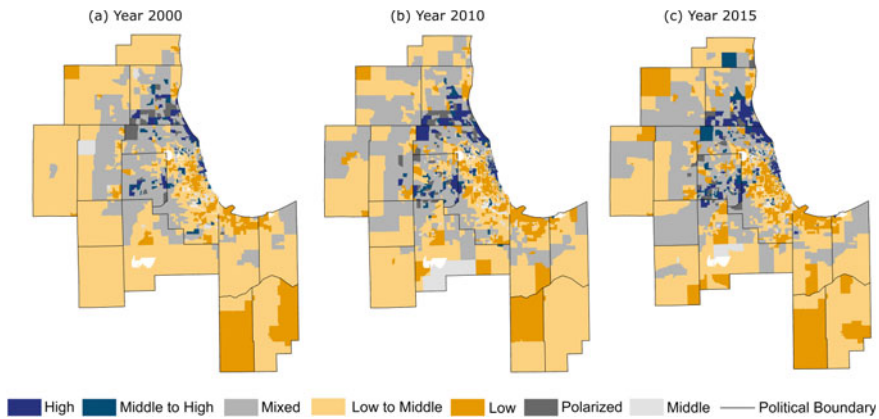 (a) Year 2000 (b) Year 2010 (c) Year 2015
High Middle to High Mixed Low to Middle Low Polarized Middle Political Boundary